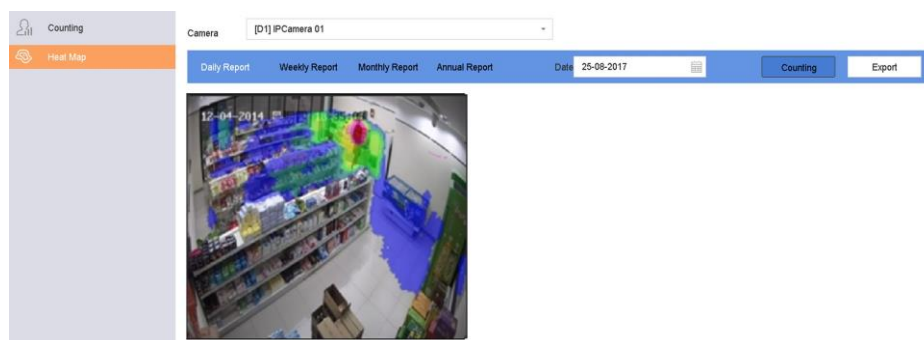 Counting
Heat Map
Camera [D1] IPCamera 01
Daily Report Weekly Report Monthly Report Annual Report Date 25-08-2017 Counting Export
12-04-2014